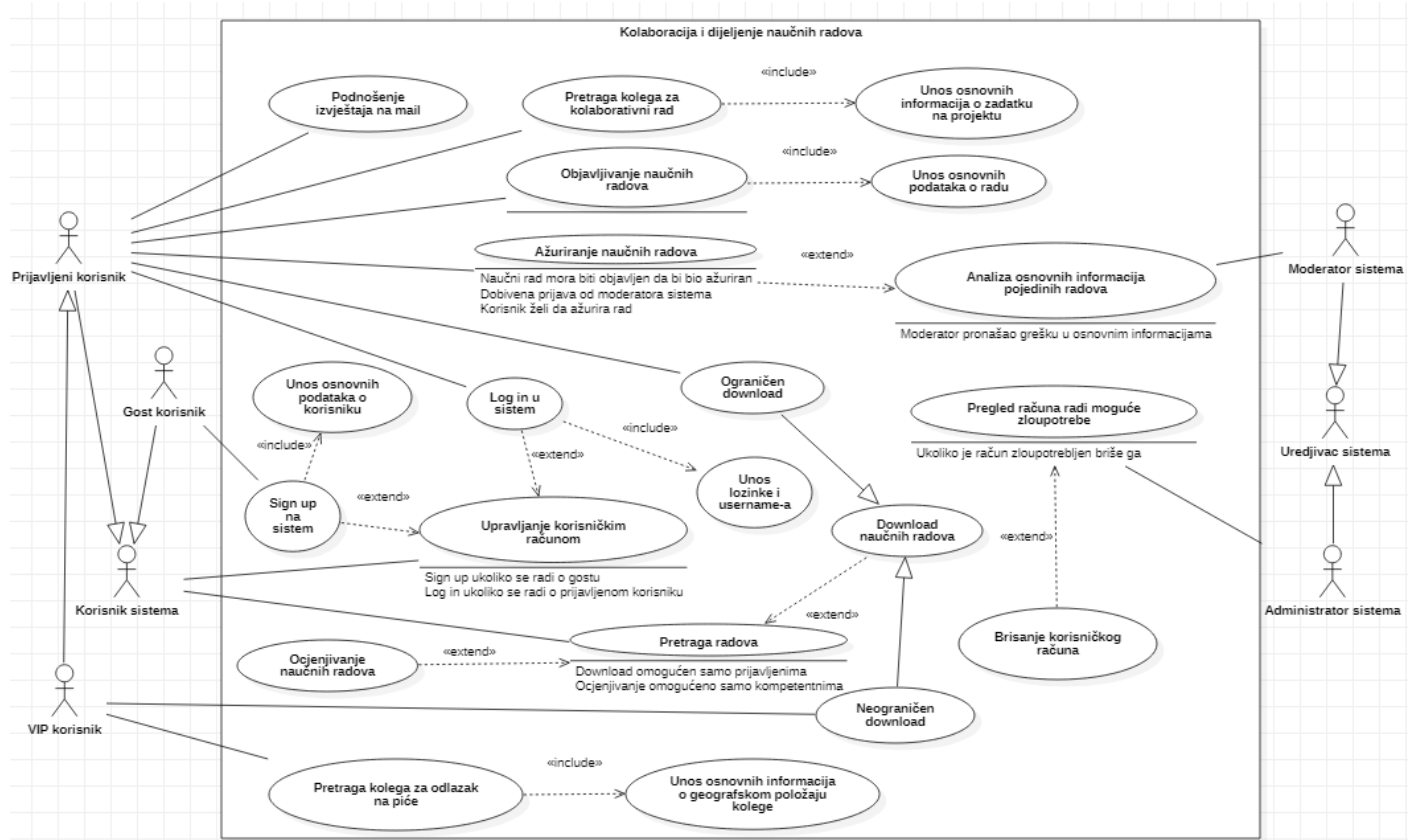 Kolaboracija i dijeljenje naučnih radova
Podnošenje
izvještaja na mail
Pretraga kolega za
kolaborativni rad
«include»
Unos osnovnih
informacija o zadatku
na projektu
Objavljivanje naučnih
radova
«include»
Unos osnovnih
podataka o radu
Prijavljeni korisnik
Ažuriranje naučnih radova
Naučni rad mora biti objavljen da bi bio ažuriran
Dobivena prijava od moderatora sistema
Korisnik želi da ažurira rad
«extend»
Analiza osnovnih informacija
pojedinih radova
Moderator pronašao grešku u osnovnim informacijama
Moderator sistema
Gost korisnik
Unos osnovnih
podataka o
korisniku
Log in u
sistem
Ograničen
download
Pregled računa radi moguće
zloupotrebe
Ukoliko je račun zloupotrebljen briše ga
Uredjivac sistema
«include»
«extend»
«include»
Unos
lozinke i
username-a
Sign up
na
sistem
«extend»
Upravljanje korisničkim
računom
Sign up ukoliko se radi o gostu
Log in ukoliko se radi o prijavljenom korisniku
Download
naučnih radova
«extend»
Korisnik sistema
Administrator sistema
«extend»
Pretraga radova
Download omogućen samo prijavljenima
Ocjenjivanje omogućeno samo kompetentnima
Brisanje korisničkog
računa
Ocjenjivanje
naučnih radova
«extend»
VIP korisnik
Neograničen
download
Pretraga kolega za odlazak
na piće
«include»
Unos osnovnih informacija
o geografskom položaju
kolege